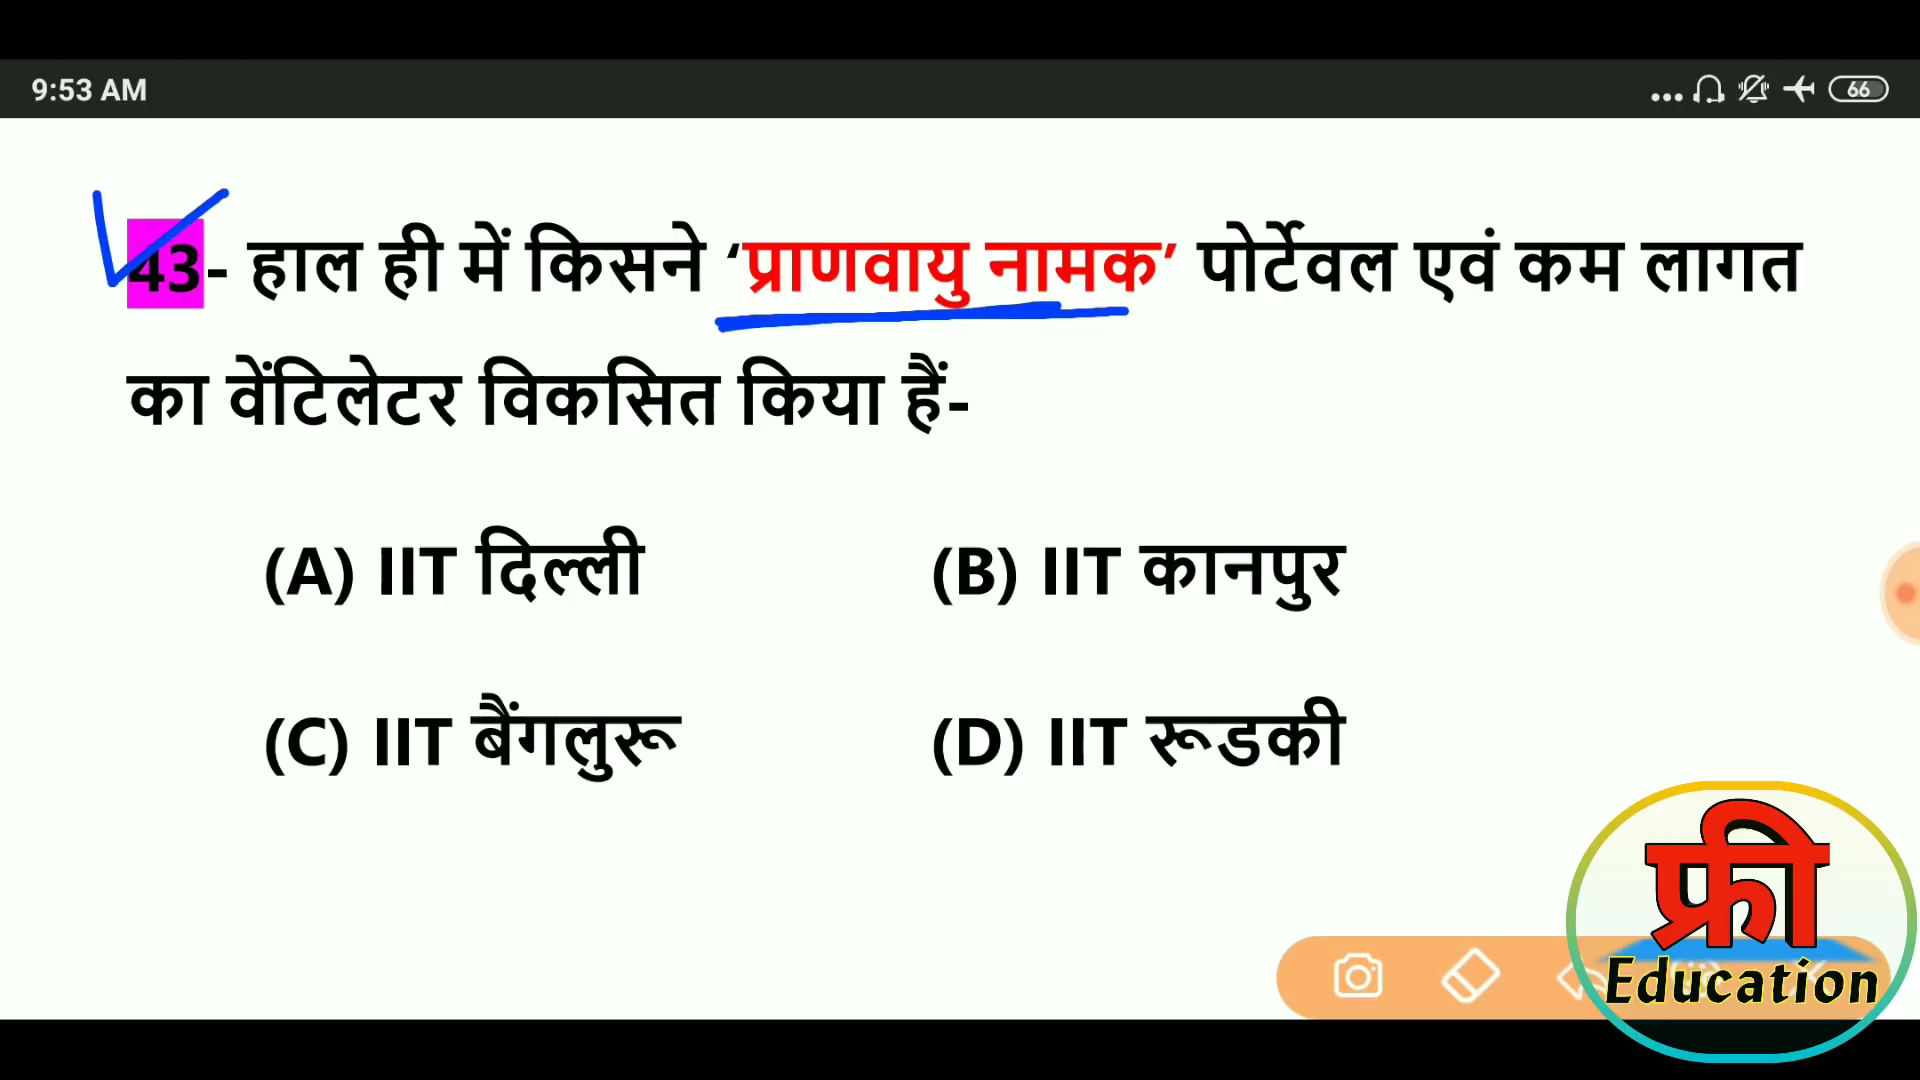 9:53 AM
66
43- हाल ही में किसने ‘प्राणवायु नामक’ पोर्टेवल एवं कम लागत
का वेंटिलेटर विकसित किया हैं-
(A) IIT दिल्ली (B) IIT कानपुर
(C) IIT बैंगलुरू (D) IIT रूडकी
फ्री
Education